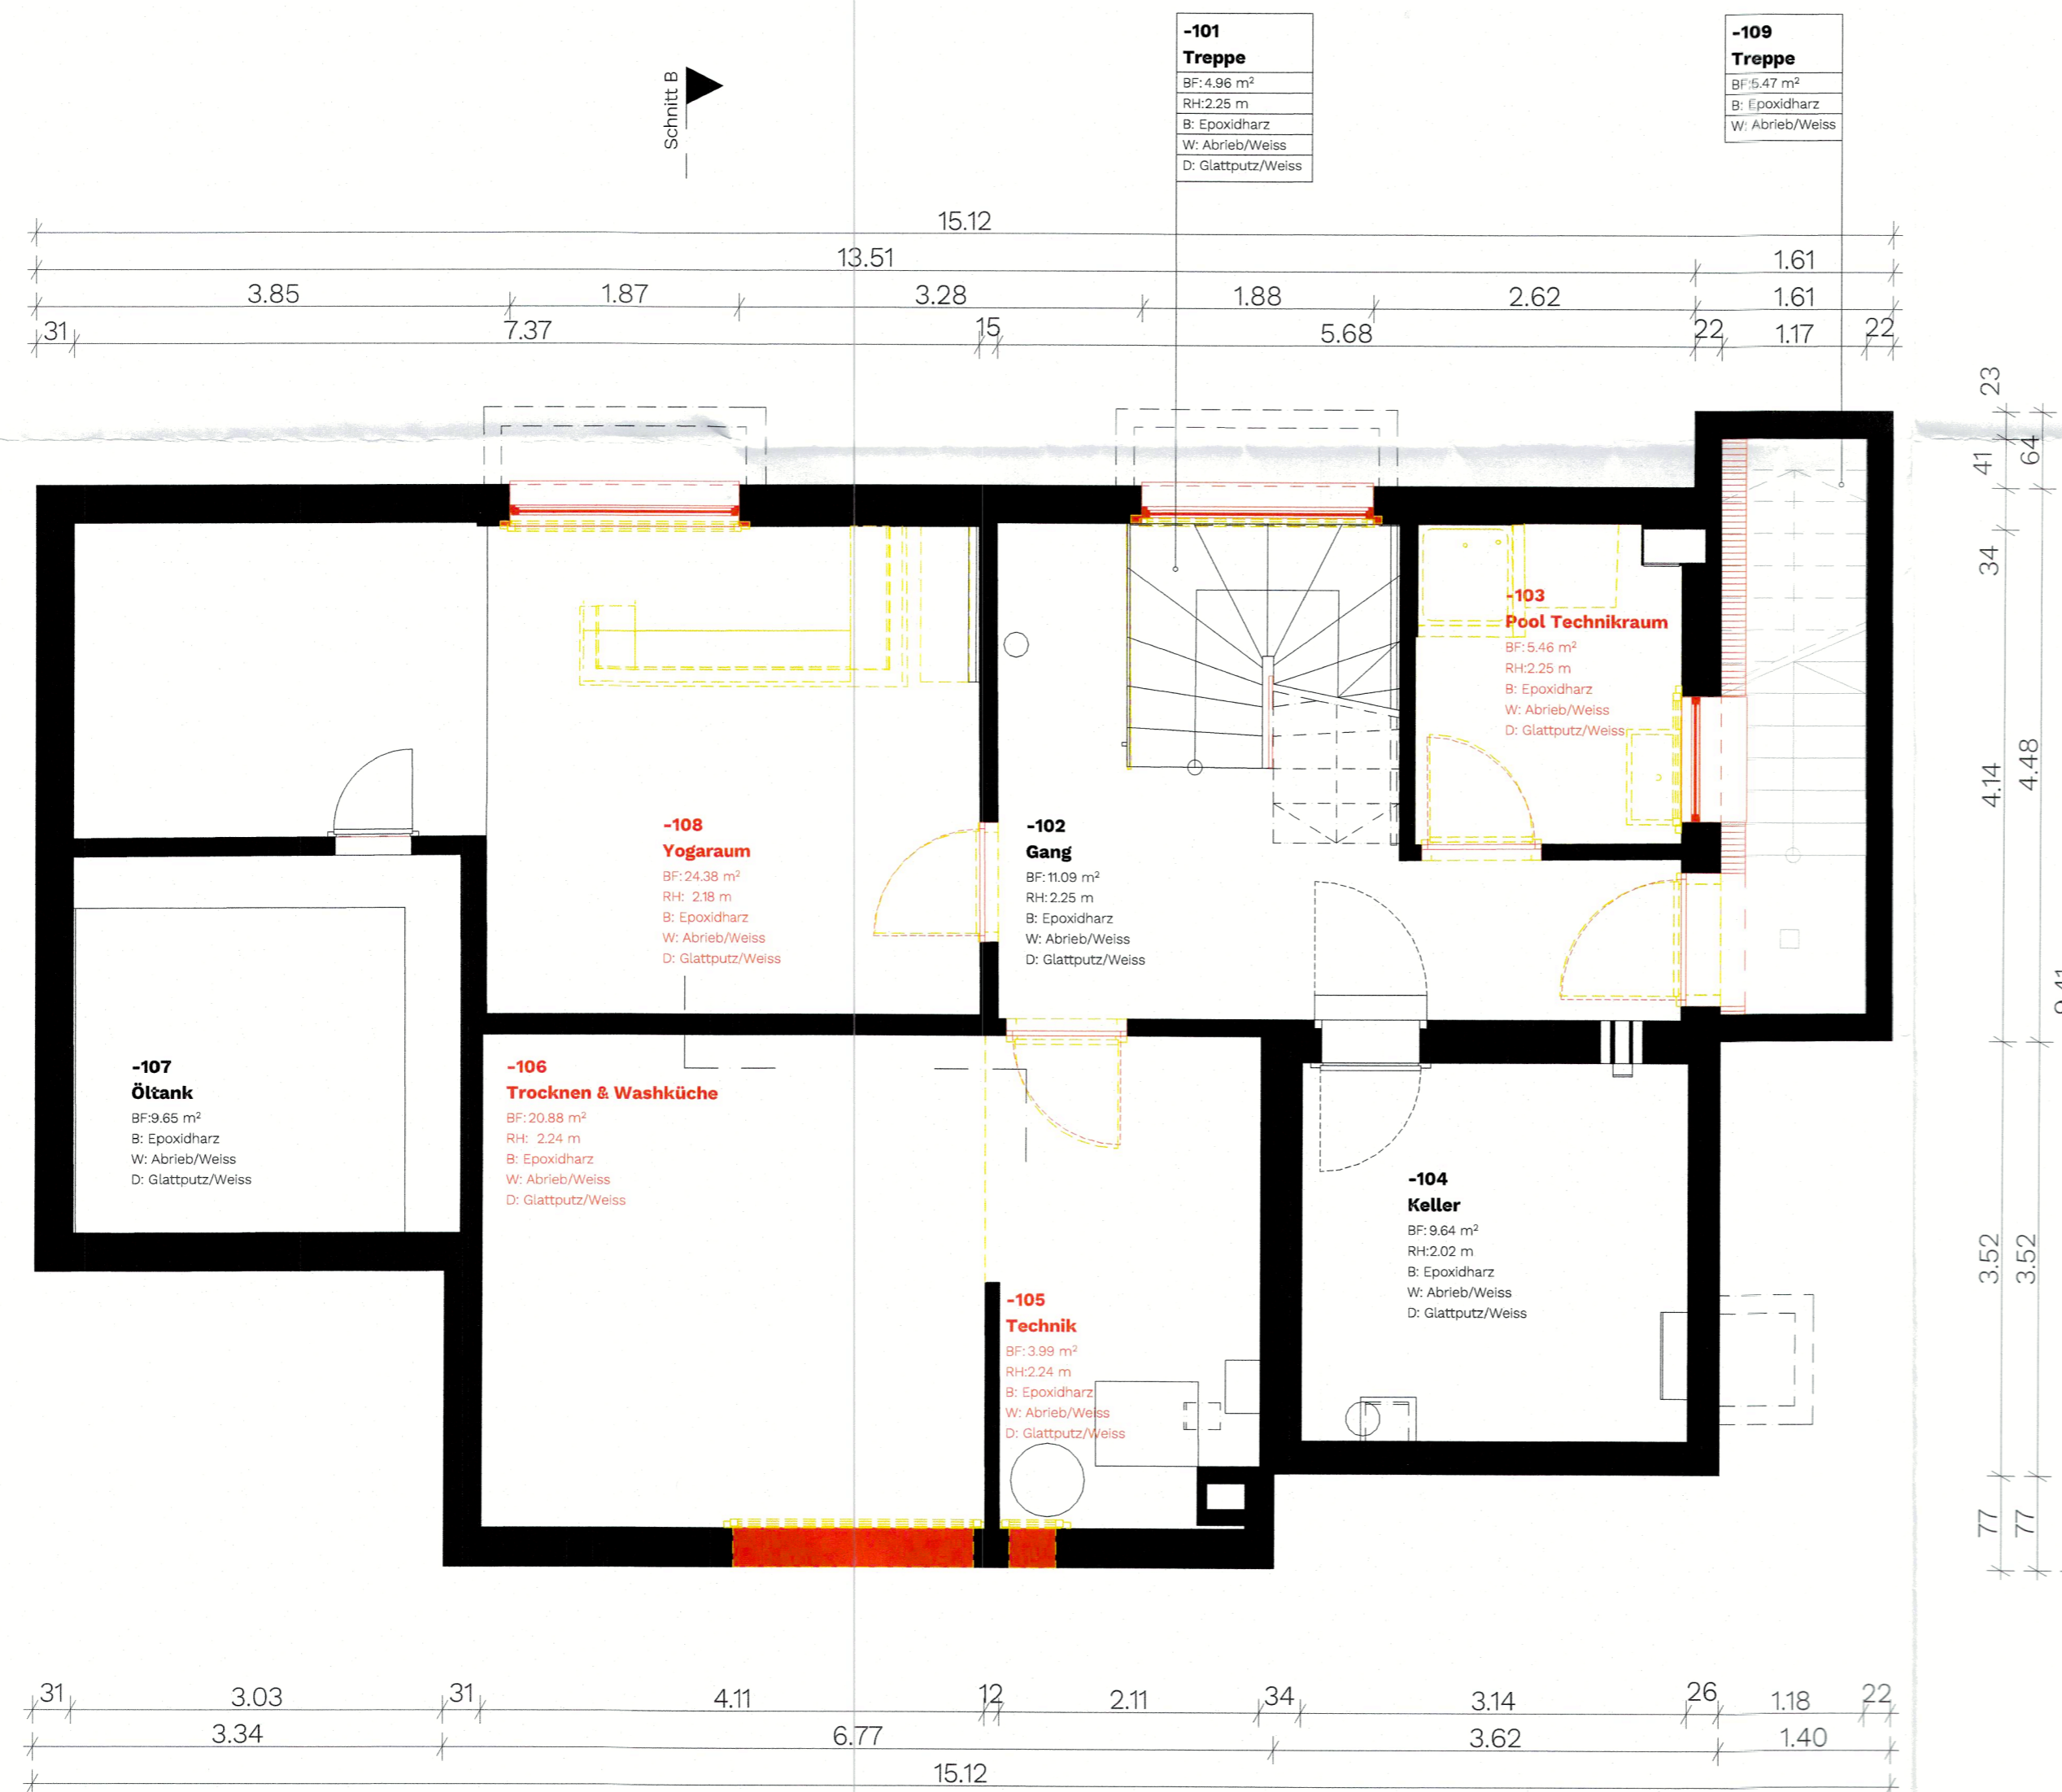 -101
Treppe
BF: 4.96 m²
RH:2.25 m
B: Epoxidharz
W: Abrieb/Weiss
D: Glattputz/Weiss
-109
Treppe
BF:5.47 m²
B: Epoxidharz
W: Abrieb/Weiss
Schnitt B
15.12
13.51
1.61
3.85
1.87
3.28
1.88
2.62
1.61
31
7.37
15
5.68
22
1.17
22
23
41
64
34
4.14
4.48
3.52
3.52
77
77
-103
Pool Technikraum
BF: 5.46 m²
RH:2.25 m
B: Epoxidharz
W: Abrieb/Weiss
D: Glattputz/Weiss
-108
Yogaraum
BF: 24.38 m²
RH: 2.18 m
B: Epoxidharz
W: Abrieb/Weiss
D: Glattputz/Weiss
-102
Gang
BF: 11.09 m²
RH: 2.25 m
B: Epoxidharz
W: Abrieb/Weiss
D: Glattputz/Weiss
-107
Öltank
BF:9.65 m²
B: Epoxidharz
W: Abrieb/Weiss
D: Glattputz/Weiss
-106
Trocknen & Washküche
BF: 20.88 m²
RH: 2.24 m
B: Epoxidharz
W: Abrieb/Weiss
D: Glattputz/Weiss
-104
Keller
BF: 9.64 m²
RH:2.02 m
B: Epoxidharz
W: Abrieb/Weiss
D: Glattputz/Weiss
-105
Technik
BF: 3.99 m²
RH:2.24 m
B: Epoxidharz
W: Abrieb/Weiss
D: Glattputz/Weiss
31
3.03
31
4.11
12
2.11
34
3.14
26
1.18
22
3.34
6.77
3.62
1.40
15.12